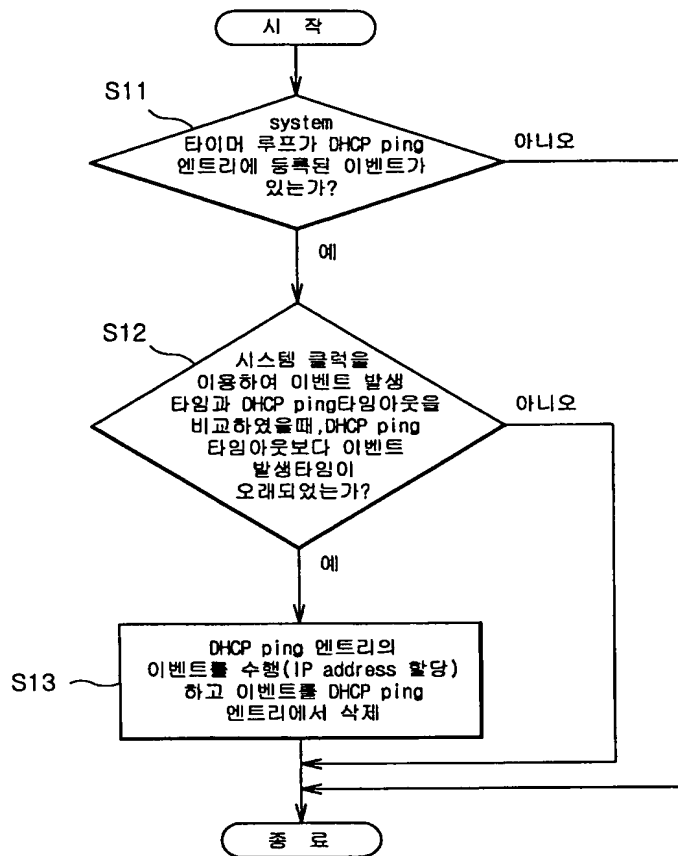 시 작
S11
system
타이머 루프가 DHCP ping
엔트리에 등록된 이벤트가
있는가?
아니오
예
S12
시스템 클럭을
이용하여 이벤트 발생
타임과 DHCP ping타임아웃을
비교하였을때,DHCP ping
타임아웃보다 이벤트
발생타임이
오래되었는가?
아니오
예
S13
DHCP ping 엔트리의
이벤트를 수행(IP address 할당)
하고 이벤트를 DHCP ping
엔트리에서 삭제
종 료